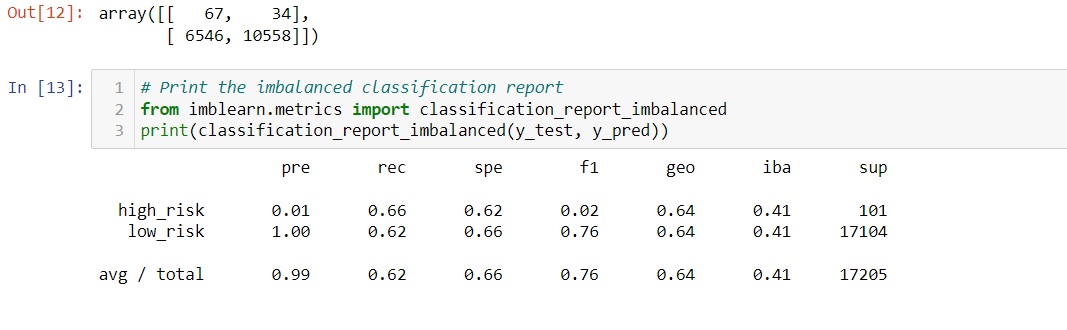 Out[12]: array([[   67,    34],
       [ 6546, 10558]])
In [13]:
1 # Print the imbalanced classification report
2 from imblearn.metrics import classification_report_imbalanced
3 print(classification_report_imbalanced(y_test, y_pred))
pre rec spe f1 geo iba sup
high_risk 0.01 0.66 0.62 0.02 0.64 0.41 101
low_risk 1.00 0.62 0.66 0.76 0.64 0.41 17104
avg / total 0.99 0.62 0.66 0.76 0.64 0.41 17205